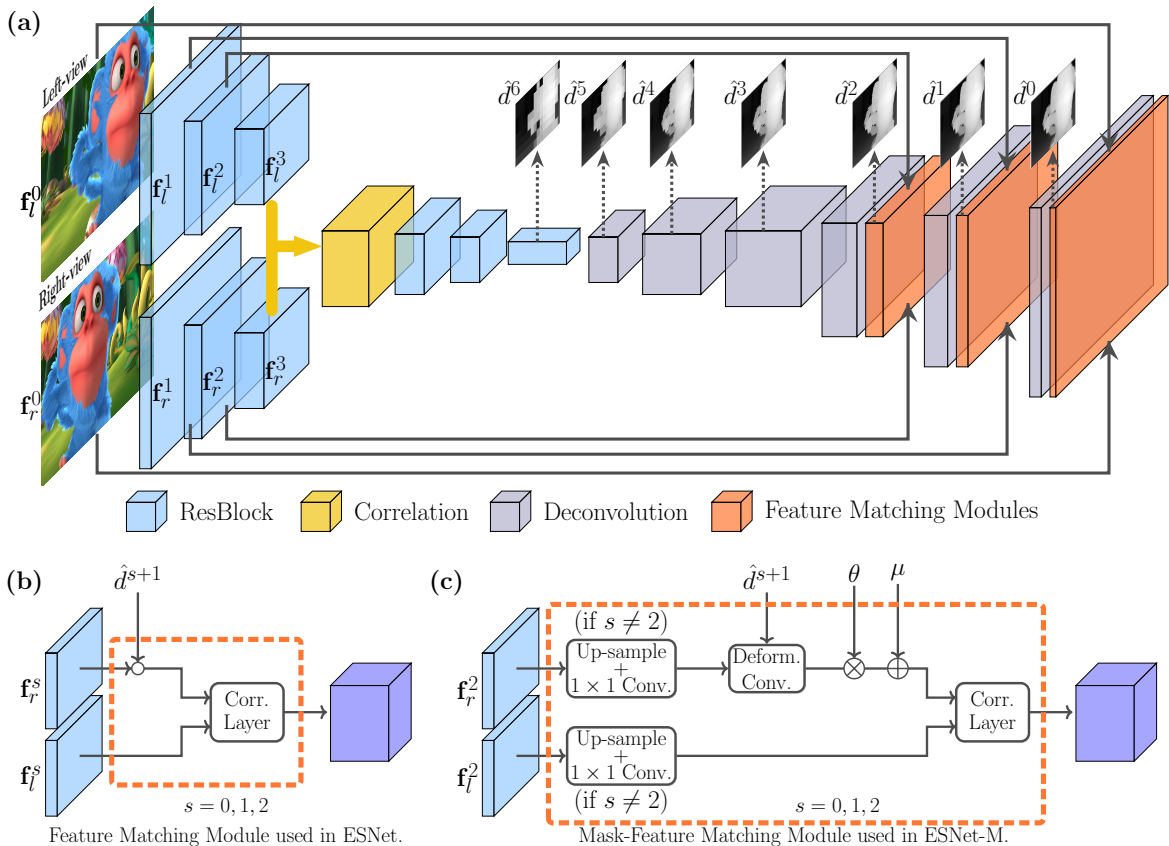 (a)
Left-view
Right-view
f_l^0
f_r^0
f_l^1
f_l^2
f_l^3
f_r^1
f_r^2
f_r^3
d̂^6 d̂^5 d̂^4 d̂^3 d̂^2 d̂^1 d̂^0
ResBlock Correlation Deconvolution Feature Matching Modules
(b)
d̂^{s+1}
f_r^s
f_l^s
Corr.
Layer
s = 0, 1, 2
Feature Matching Module used in ESNet.
(c)
d̂^{s+1} θ μ
(if s ≠ 2)
f_r^2
Up-sample
+
1 × 1 Conv.
Deform.
Conv.
f_l^2
Up-sample
+
1 × 1 Conv.
(if s ≠ 2)
Corr.
Layer
s = 0, 1, 2
Mask-Feature Matching Module used in ESNet-M.